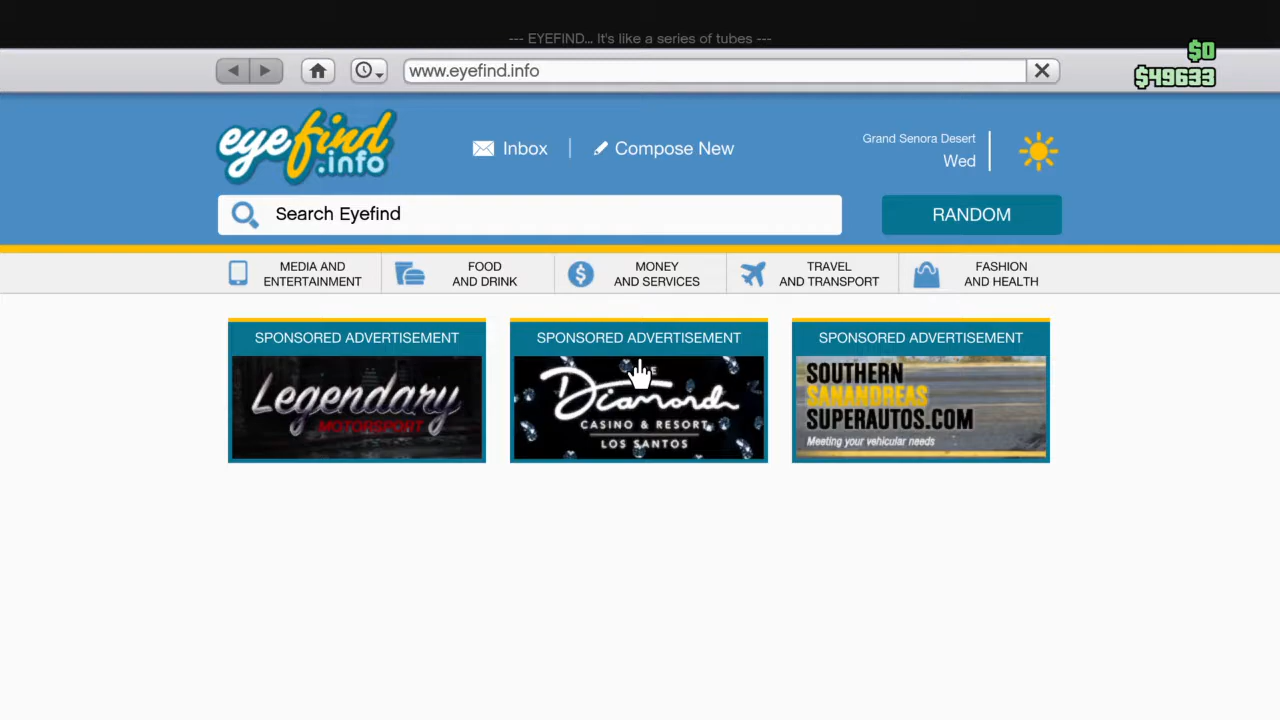 --- EYEFIND... It's like a series of tubes ---
$0
www.eyefind.info
$49633
eyefind
.info
Inbox
Compose New
Grand Senora Desert
Wed
Search Eyefind
RANDOM
MEDIA AND
ENTERTAINMENT
FOOD
AND DRINK
MONEY
AND SERVICES
TRAVEL
AND TRANSPORT
FASHION
AND HEALTH
SPONSORED ADVERTISEMENT
Legendary
MOTORSPORT
SPONSORED ADVERTISEMENT
Diamond
CASINO & RESORT
LOS SANTOS
SPONSORED ADVERTISEMENT
SOUTHERN
SANANDREAS
SUPERAUTOS.COM
Meeting your vehicular needs